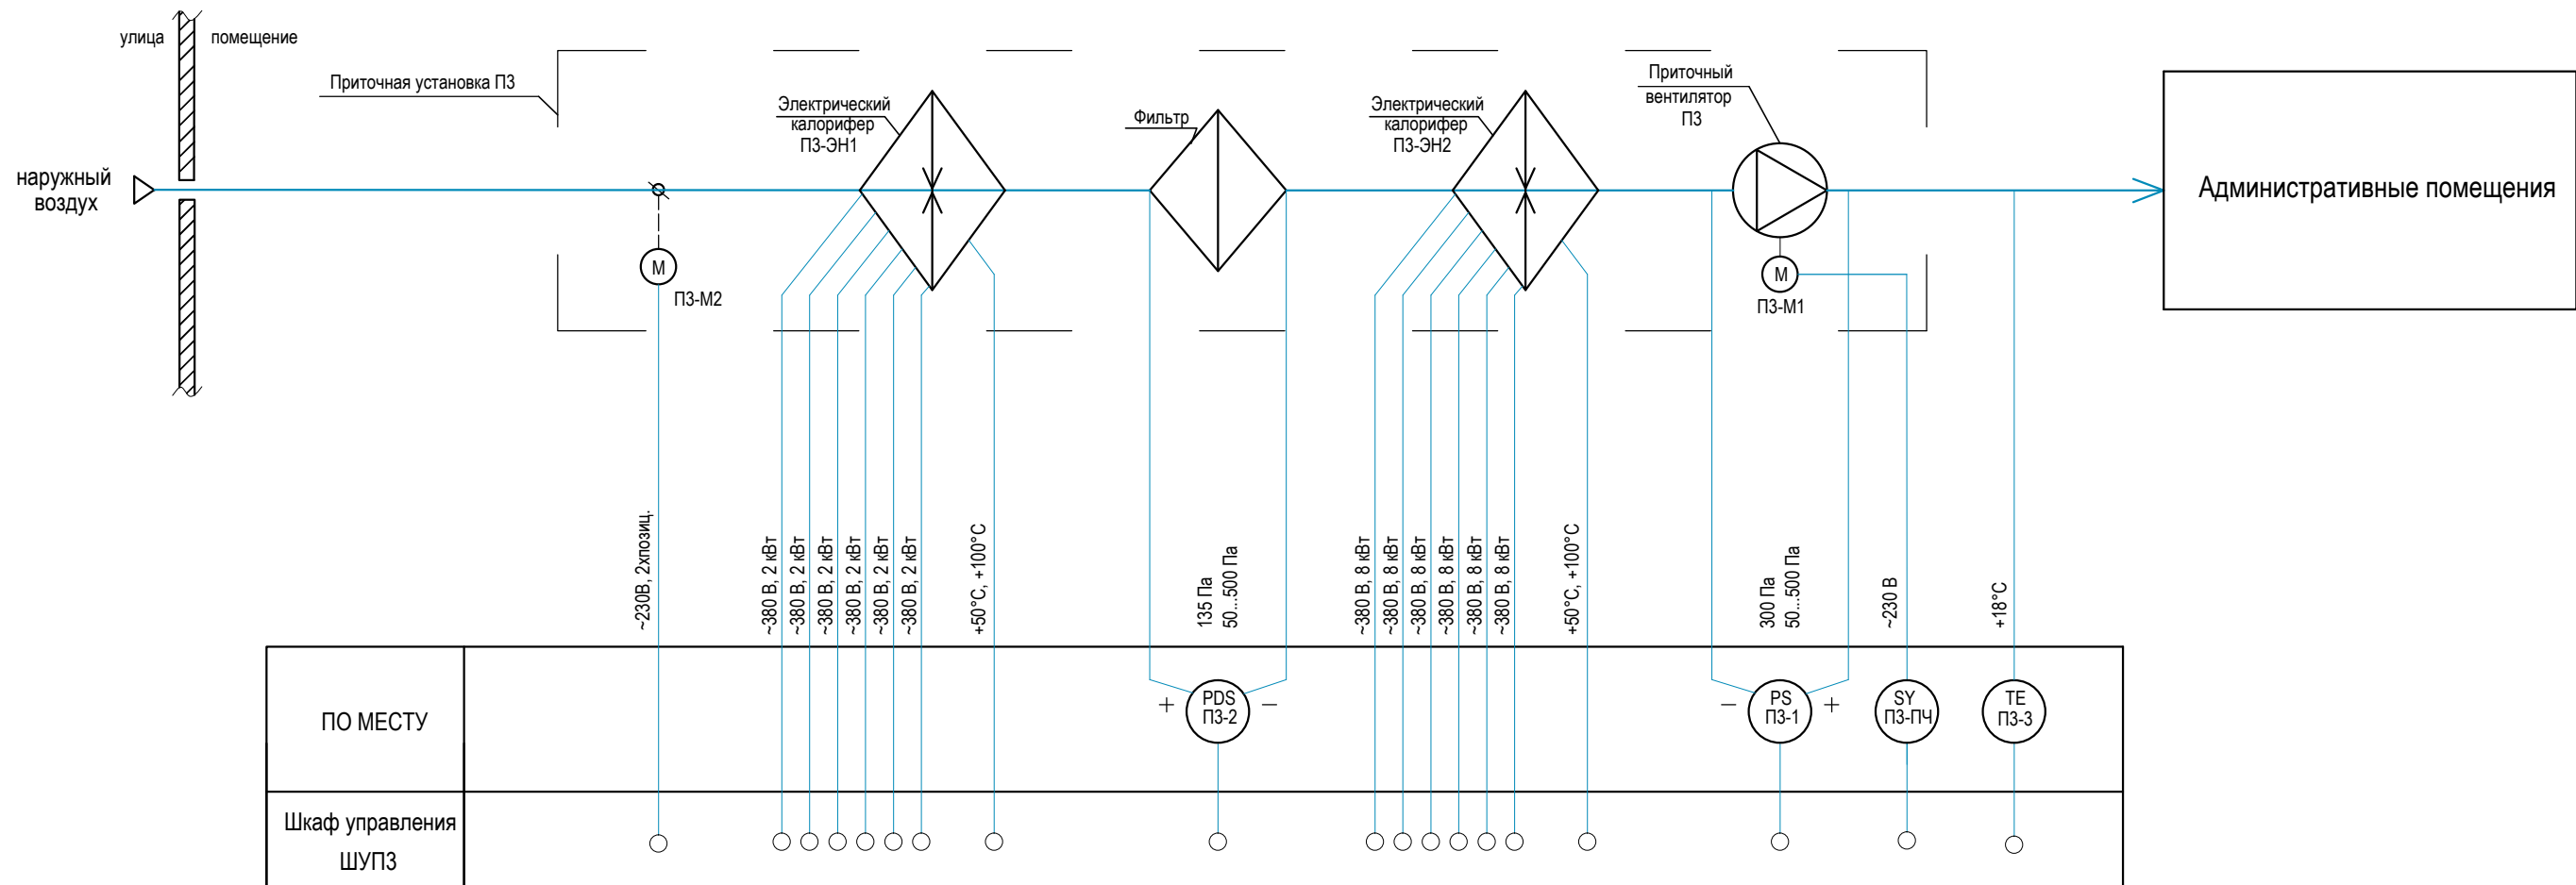 улица
помещение
Приточная установка П3
Электрический
калорифер
П3-ЭН1
Фильтр
Электрический
калорифер
П3-ЭН2
Приточный
вентилятор
П3
наружный
воздух
Административные помещения
М
П3-М2
М
П3-М1
~230В, 2хпозиц.
~380 В, 2 кВт
~380 В, 2 кВт
~380 В, 2 кВт
~380 В, 2 кВт
~380 В, 2 кВт
~380 В, 2 кВт
+50°С, +100°С
135 Па
50...500 Па
~380 В, 8 кВт
~380 В, 8 кВт
~380 В, 8 кВт
~380 В, 8 кВт
~380 В, 8 кВт
~380 В, 8 кВт
+50°С, +100°С
300 Па
50...500 Па
~230 В
+18°С
ПО МЕСТУ
+
PDS
П3-2
−
−
PS
П3-1
+
SY
П3-ПЧ
TE
П3-3
Шкаф управления
ШУП3